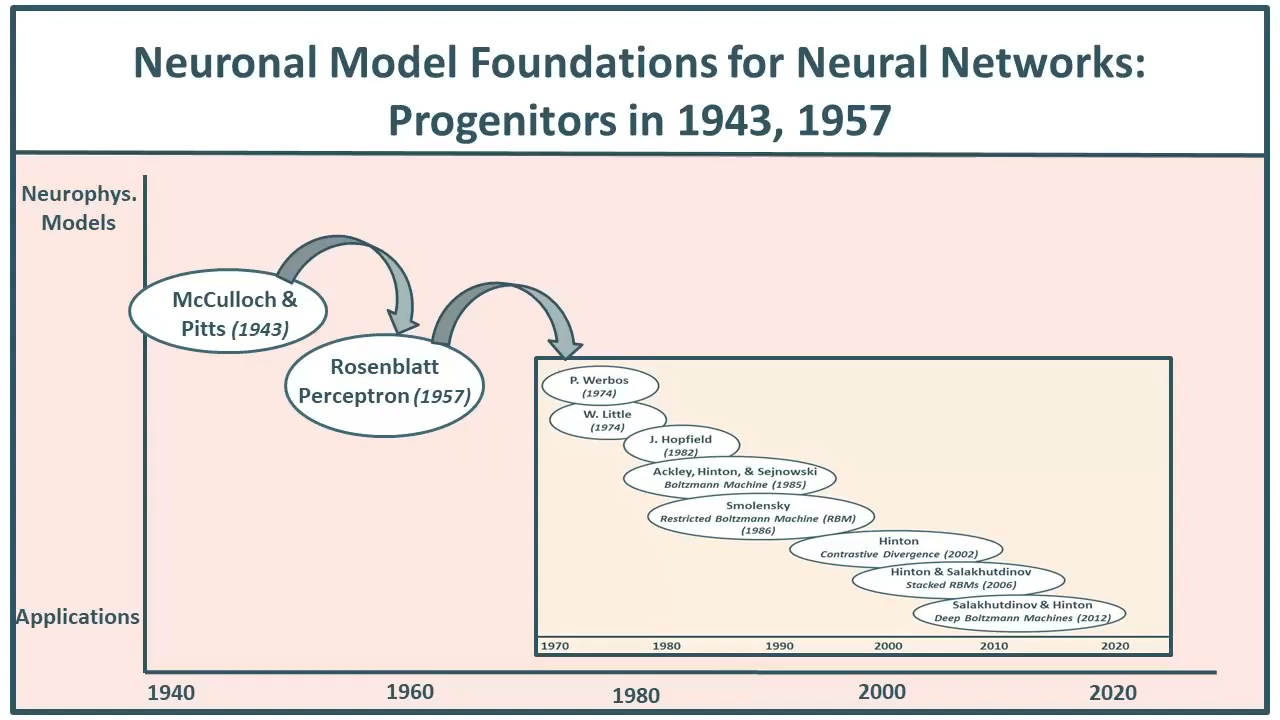 Neuronal Model Foundations for Neural Networks:
Progenitors in 1943, 1957
Neurophys.
Models
McCulloch &
Pitts (1943)
Rosenblatt
Perceptron (1957)
P. Werbos
(1974)
W. Little
(1974)
J. Hopfield
(1982)
Ackley, Hinton, & Sejnowski
Boltzmann Machine (1985)
Smolensky
Restricted Boltzmann Machine (RBM)
(1986)
Hinton
Contrastive Divergence (2002)
Hinton & Salakhutdinov
Stacked RBMs (2006)
Salakhutdinov & Hinton
Deep Boltzmann Machines (2012)
Applications
1970 1980 1990 2000 2010 2020
1940 1960 1980 2000 2020